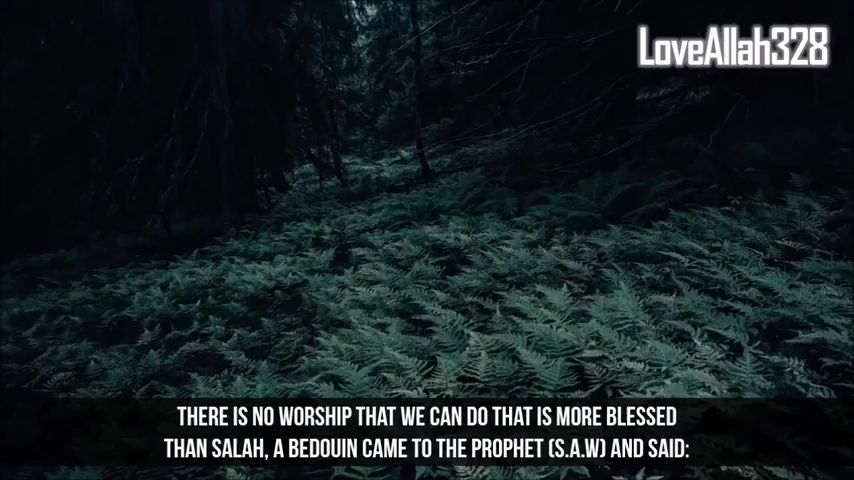 LoveAllah328
THERE IS NO WORSHIP THAT WE CAN DO THAT IS MORE BLESSED
THAN SALAH, A BEDOUIN CAME TO THE PROPHET (S.A.W) AND SAID: